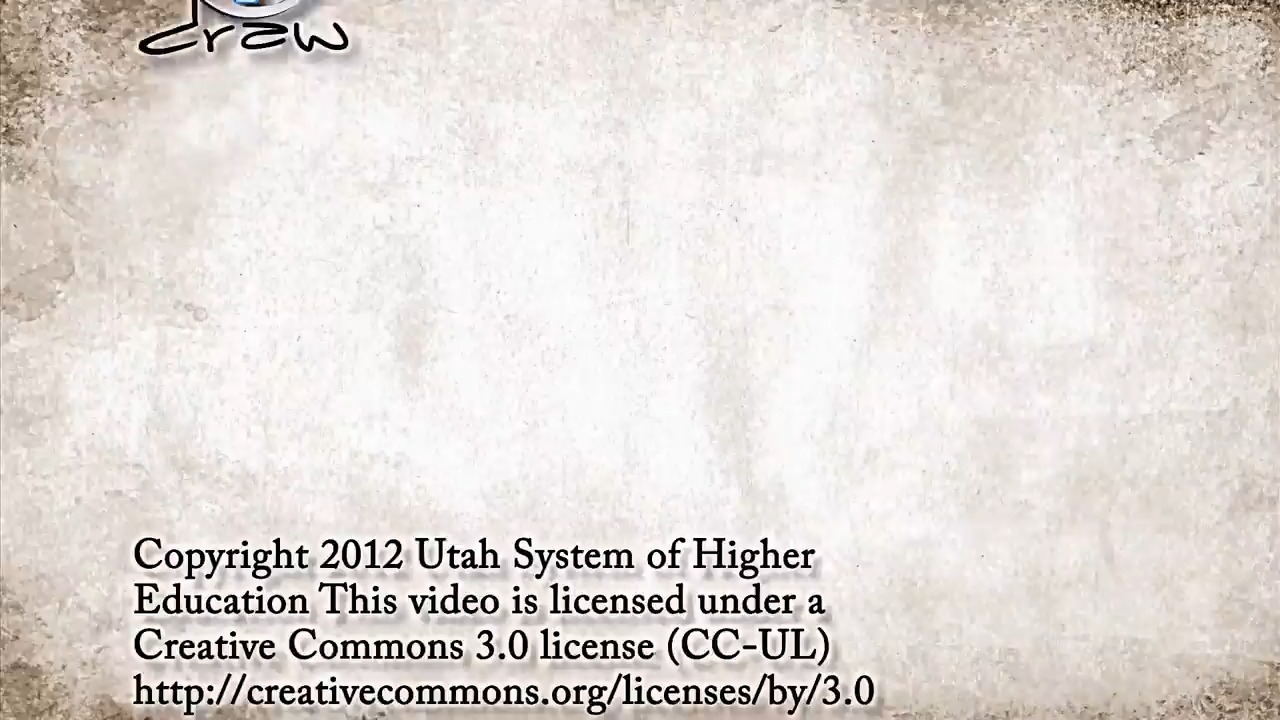 draw
Copyright 2012 Utah System of Higher
Education This video is licensed under a
Creative Commons 3.0 license (CC-UL)
http://creativecommons.org/licenses/by/3.0